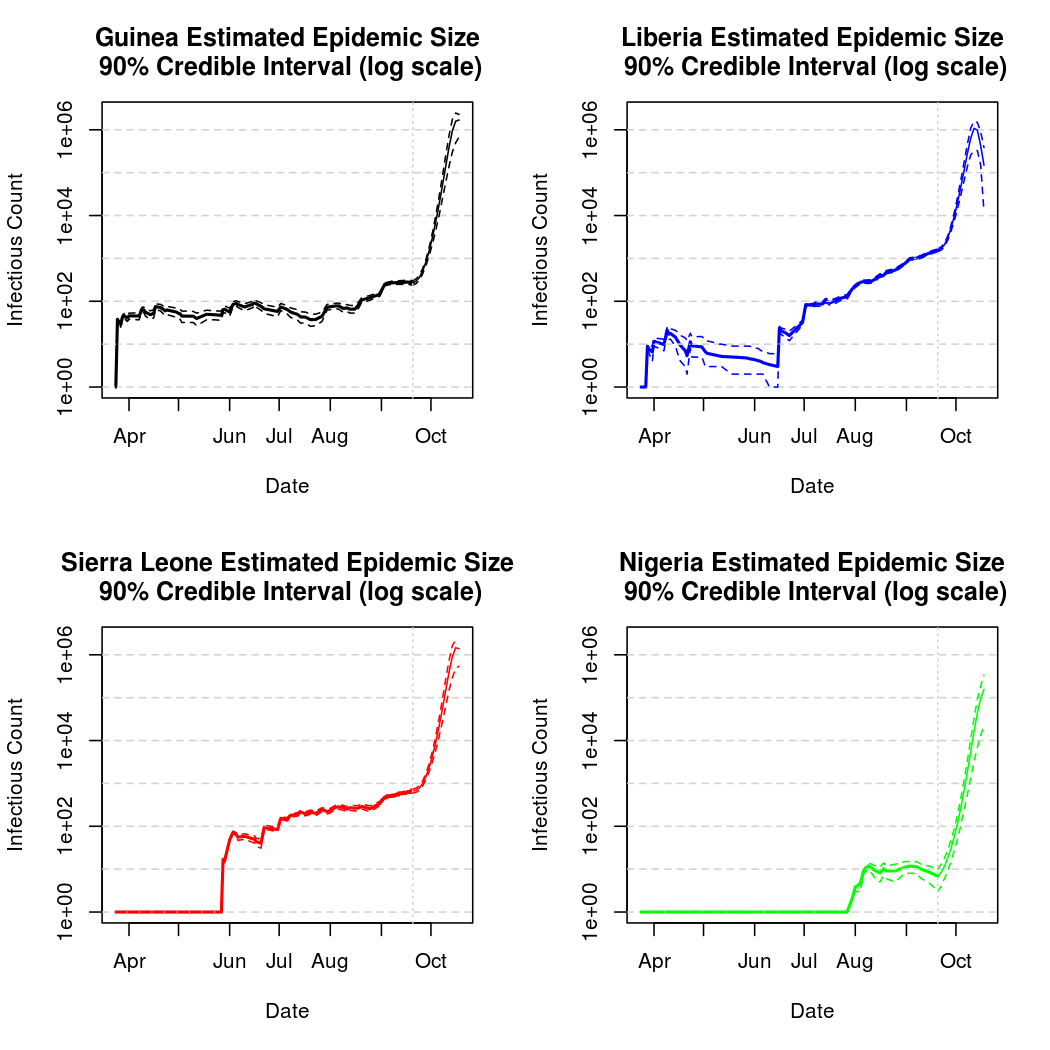 Guinea Estimated Epidemic Size
90% Credible Interval (log scale)
Infectious Count
1e+06
1e+04
1e+02
1e+00
Apr Jun Jul Aug Oct
Date
Liberia Estimated Epidemic Size
90% Credible Interval (log scale)
Infectious Count
1e+06
1e+04
1e+02
1e+00
Apr Jun Jul Aug Oct
Date
Sierra Leone Estimated Epidemic Size
90% Credible Interval (log scale)
Infectious Count
1e+06
1e+04
1e+02
1e+00
Apr Jun Jul Aug Oct
Date
Nigeria Estimated Epidemic Size
90% Credible Interval (log scale)
Infectious Count
1e+06
1e+04
1e+02
1e+00
Apr Jun Jul Aug Oct
Date